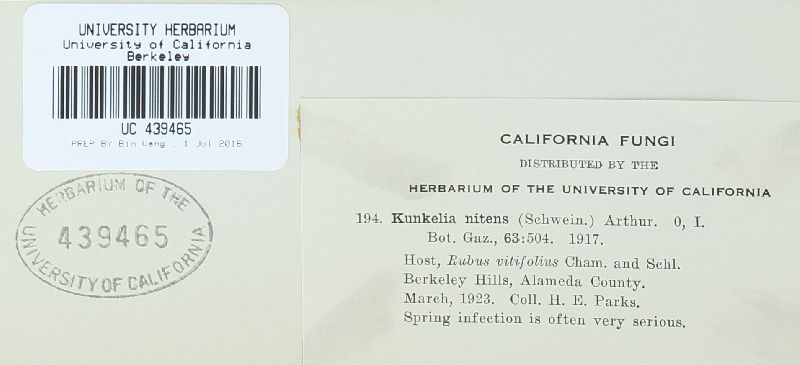 UNIVERSITY HERBARIUM
University of California
Berkeley
UC 439465
PREP BY Bin Wang , 1 Jul 2016
HERBARIUM OF THE
439465
UNIVERSITY OF CALIFORNIA
CALIFORNIA FUNGI
DISTRIBUTED BY THE
HERBARIUM OF THE UNIVERSITY OF CALIFORNIA
194. Kunkelia nitens (Schwein.) Arthur. 0, I.
Bot. Gaz., 63:504. 1917.
Host, Rubus vitifolius Cham. and Schl.
Berkeley Hills, Alameda County.
March, 1923. Coll. H. E. Parks.
Spring infection is often very serious.